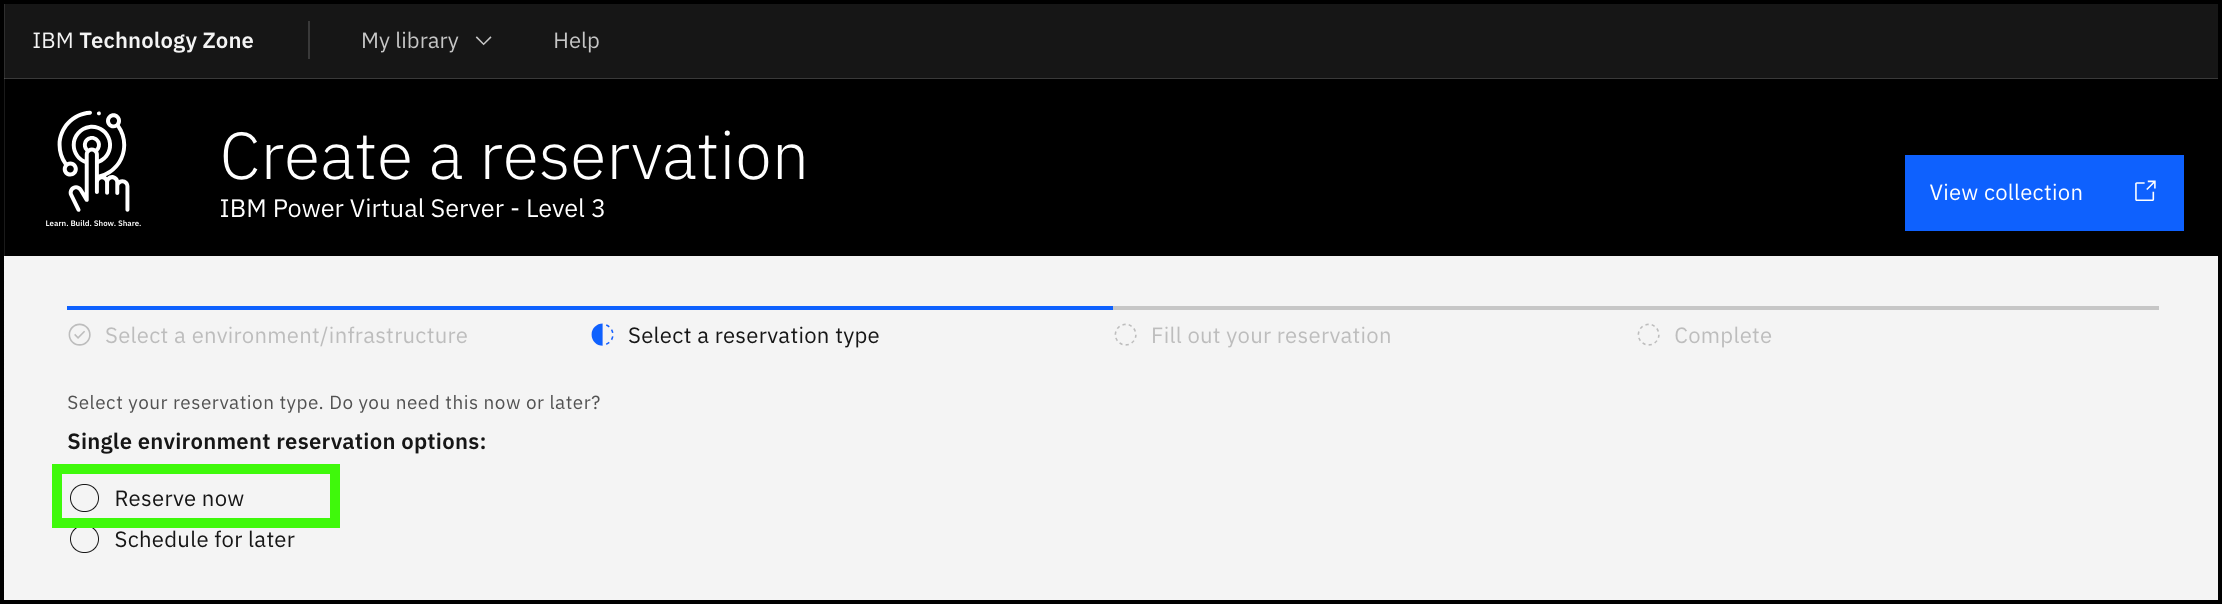 IBM Technology Zone
My library
Help
Learn. Build. Show. Share.
Create a reservation
IBM Power Virtual Server - Level 3
View collection
Select a environment/infrastructure
Select a reservation type
Fill out your reservation
Complete
Select your reservation type. Do you need this now or later?
Single environment reservation options:
Reserve now
Schedule for later